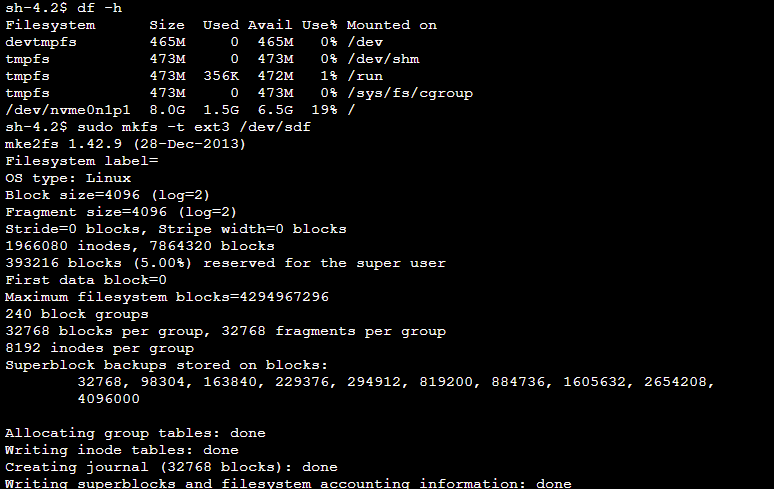 sh-4.2$ df -h
Filesystem      Size  Used Avail Use% Mounted on
devtmpfs        465M     0  465M   0% /dev
tmpfs           473M     0  473M   0% /dev/shm
tmpfs           473M  356K  472M   1% /run
tmpfs           473M     0  473M   0% /sys/fs/cgroup
/dev/nvme0n1p1  8.0G  1.5G  6.5G  19% /
sh-4.2$ sudo mkfs -t ext3 /dev/sdf
mke2fs 1.42.9 (28-Dec-2013)
Filesystem label=
OS type: Linux
Block size=4096 (log=2)
Fragment size=4096 (log=2)
Stride=0 blocks, Stripe width=0 blocks
1966080 inodes, 7864320 blocks
393216 blocks (5.00%) reserved for the super user
First data block=0
Maximum filesystem blocks=4294967296
240 block groups
32768 blocks per group, 32768 fragments per group
8192 inodes per group
Superblock backups stored on blocks:
        32768, 98304, 163840, 229376, 294912, 819200, 884736, 1605632, 2654208,
        4096000

Allocating group tables: done
Writing inode tables: done
Creating journal (32768 blocks): done
Writing superblocks and filesystem accounting information: done